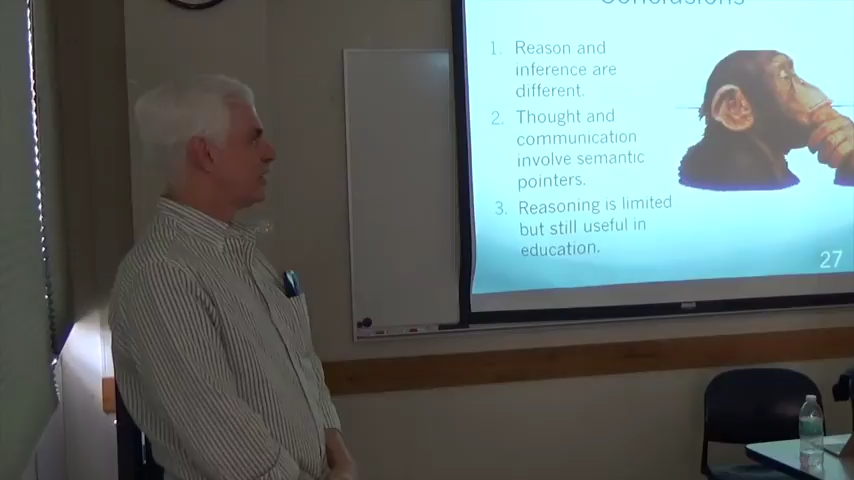 Conclusions
1. Reason and
inference are
different.
2. Thought and
communication
involve semantic
pointers.
3. Reasoning is limited
but still useful in
education.
27